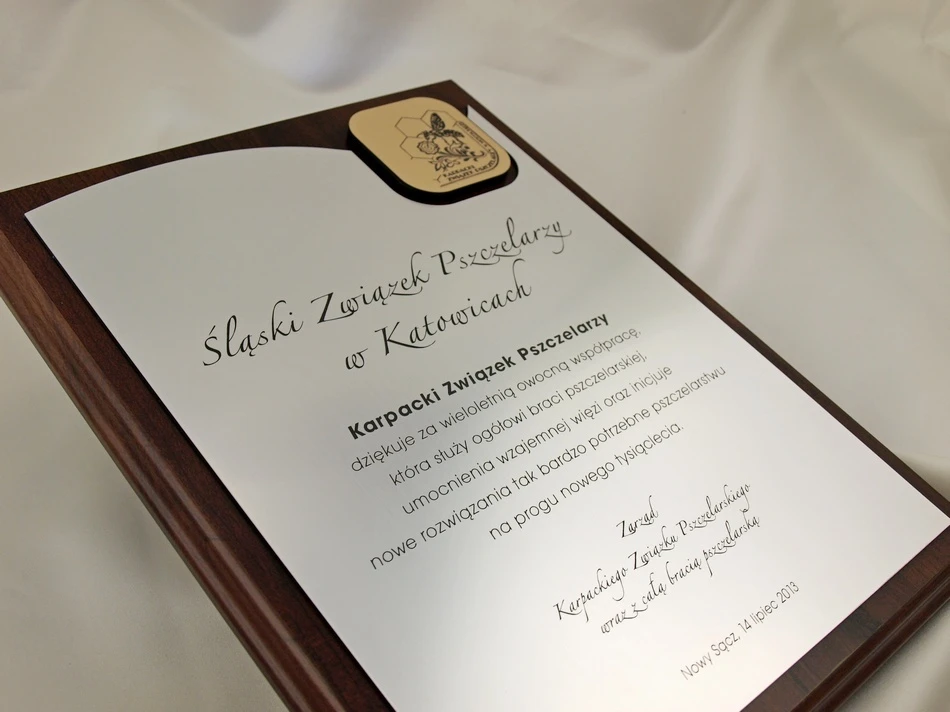 Śląski Związek Pszczelarzy
w Katowicach
Karpacki Związek Pszczelarzy
dziękuje za wieloletnią owocną współpracę,
która służy ogółowi braci pszczelarskiej,
umocnienia wzajemnej więzi oraz inicjuje
nowe rozwiązania tak bardzo potrzebne pszczelarstwu
na progu nowego tysiąclecia.
Zarząd
Karpackiego Związku Pszczelarskiego
wraz z całą bracią pszczelarską
Nowy Sącz, 14 lipiec 2013